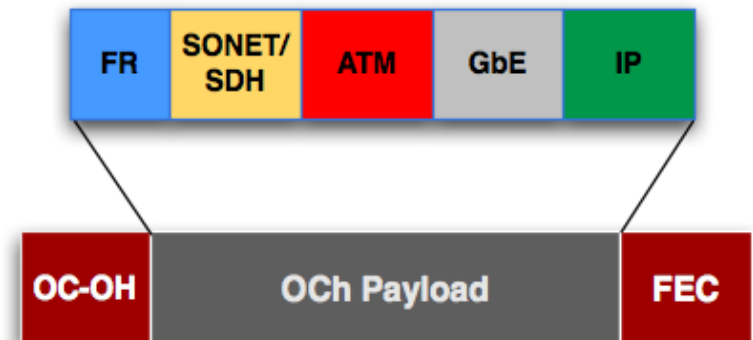 FR
SONET/
SDH
ATM
GbE
IP
OC-OH
OCh Payload
FEC